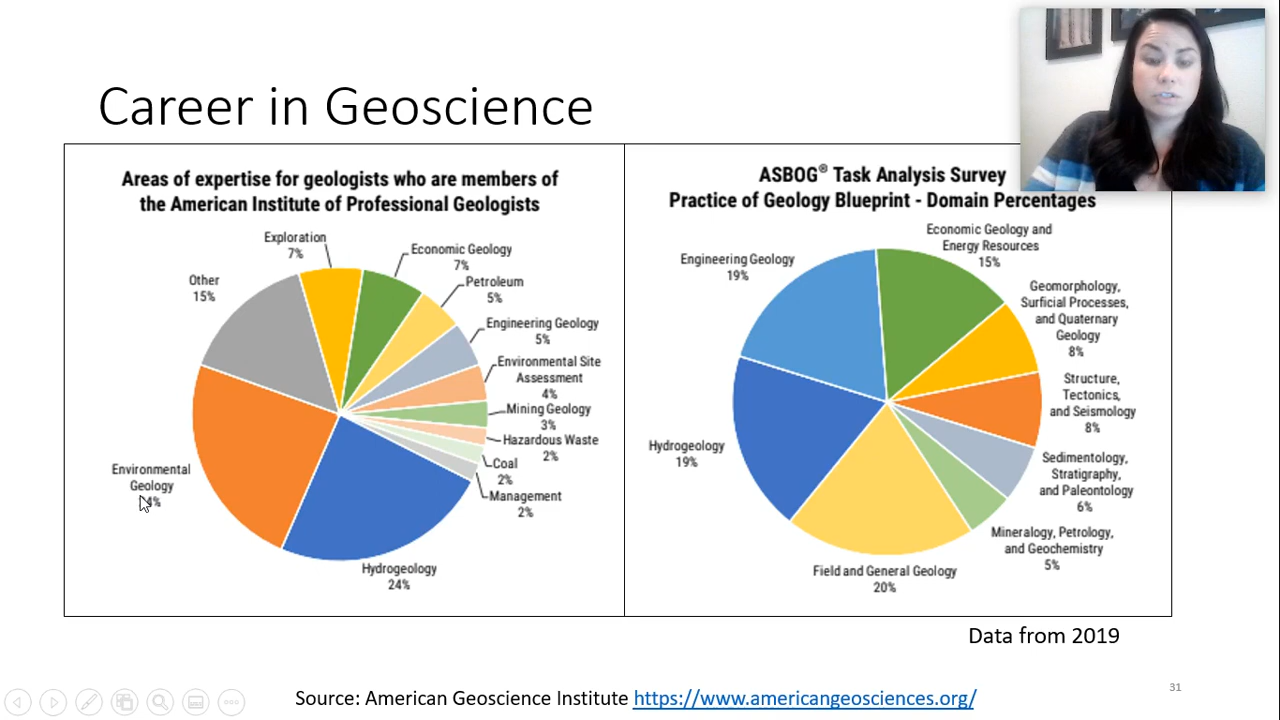 Career in Geoscience
Areas of expertise for geologists who are members of
the American Institute of Professional Geologists
Exploration
7%
Economic Geology
7%
Petroleum
5%
Engineering Geology
5%
Environmental Site
Assessment
4%
Mining Geology
3%
Hazardous Waste
2%
Coal
2%
Management
2%
Hydrogeology
24%
Environmental
Geology
Other
15%
ASBOG® Task Analysis Survey
Practice of Geology Blueprint - Domain Percentages
Economic Geology and
Energy Resources
15%
Geomorphology,
Surficial Processes,
and Quaternary
Geology
8%
Structure,
Tectonics,
and Seismology
8%
Sedimentology,
Stratigraphy,
and Paleontology
6%
Mineralogy, Petrology,
and Geochemistry
5%
Field and General Geology
20%
Hydrogeology
19%
Engineering Geology
19%
Data from 2019
Source: American Geoscience Institute https://www.americangeosciences.org/
31